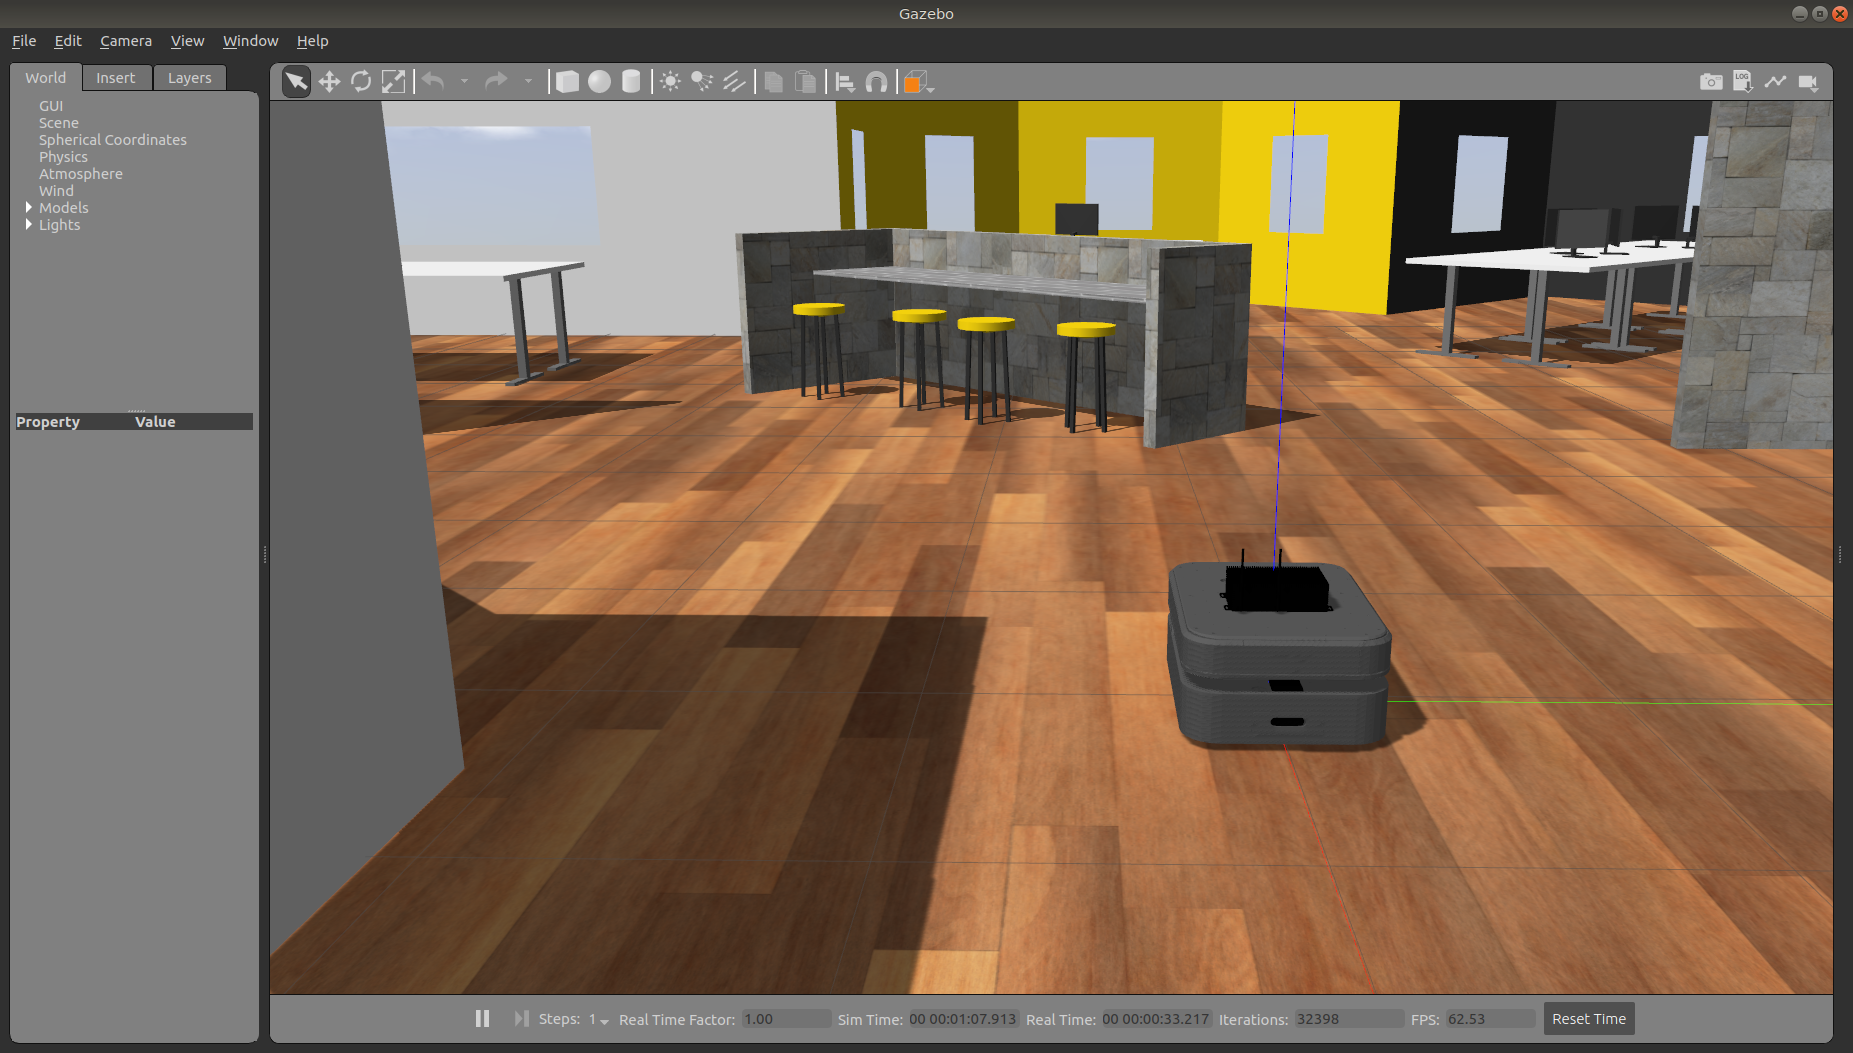 Gazebo
File Edit Camera View Window Help
World Insert Layers
LOG
GUI
Scene
Spherical Coordinates
Physics
Atmosphere
Wind
Models
Lights
Property Value
Steps: 1 Real Time Factor: 1.00 Sim Time: 00 00:01:07.913 Real Time: 00 00:00:33.217 Iterations: 32398 FPS: 62.53 Reset Time